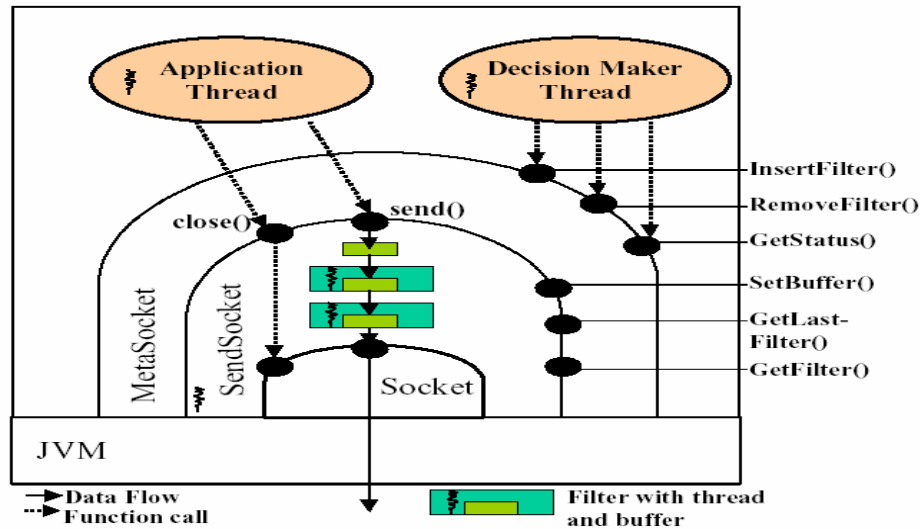 Application
Thread
Decision Maker
Thread
InsertFilter()
RemoveFilter()
close()
send()
GetStatus()
SetBuffer()
GetLast-
Filter()
GetFilter()
MetaSocket
SendSocket
Socket
JVM
Data Flow
Function call
Filter with thread
and buffer